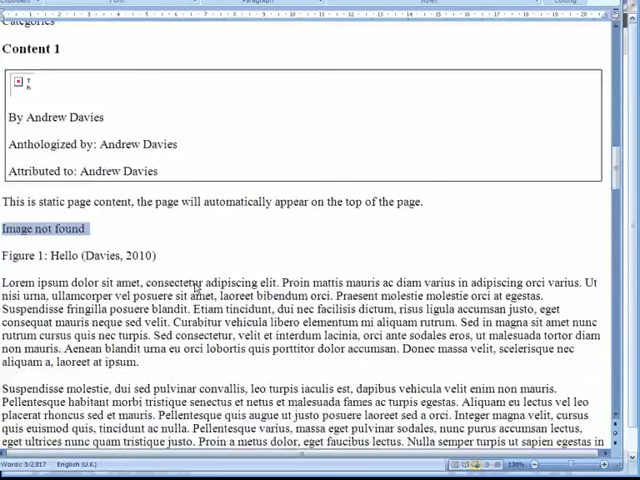 Clipboard
Font
Paragraph
Styles
Editing
Categories
Content 1
T
h
By Andrew Davies
Anthologized by: Andrew Davies
Attributed to: Andrew Davies
This is static page content, the page will automatically appear on the top of the page.
Image not found
Figure 1: Hello (Davies, 2010)
Lorem ipsum dolor sit amet, consectetur adipiscing elit. Proin mattis mauris ac diam varius in adipiscing orci varius. Ut
nisi urna, ullamcorper vel posuere sit amet, laoreet bibendum orci. Praesent molestie molestie orci at egestas.
Suspendisse fringilla posuere blandit. Etiam tincidunt, dui nec facilisis dictum, risus ligula accumsan justo, eget
consequat mauris neque sed velit. Curabitur vehicula libero elementum mi aliquam rutrum. Sed in magna sit amet nunc
rutrum cursus quis nec turpis. Sed consectetur, velit et interdum lacinia, orci ante sodales eros, ut malesuada tortor diam
non mauris. Aenean blandit urna eu orci lobortis quis porttitor dolor accumsan. Donec massa velit, scelerisque nec
aliquam a, laoreet at ipsum.
Suspendisse molestie, dui sed pulvinar convallis, leo turpis iaculis est, dapibus vehicula velit enim non mauris.
Pellentesque habitant morbi tristique senectus et netus et malesuada fames ac turpis egestas. Aliquam eu lectus vel leo
placerat rhoncus sed et mauris. Pellentesque quis augue ut justo posuere laoreet sed a orci. Integer magna velit, cursus
quis euismod quis, tincidunt ac nulla. Pellentesque varius, massa eget pulvinar sodales, nunc purus accumsan lectus,
eget ultrices nunc quam tristique justo. Proin a metus dolor, eget faucibus lectus. Nulla semper turpis ut sapien egestas in
Words: 3/2,817 English (U.K.) 130%